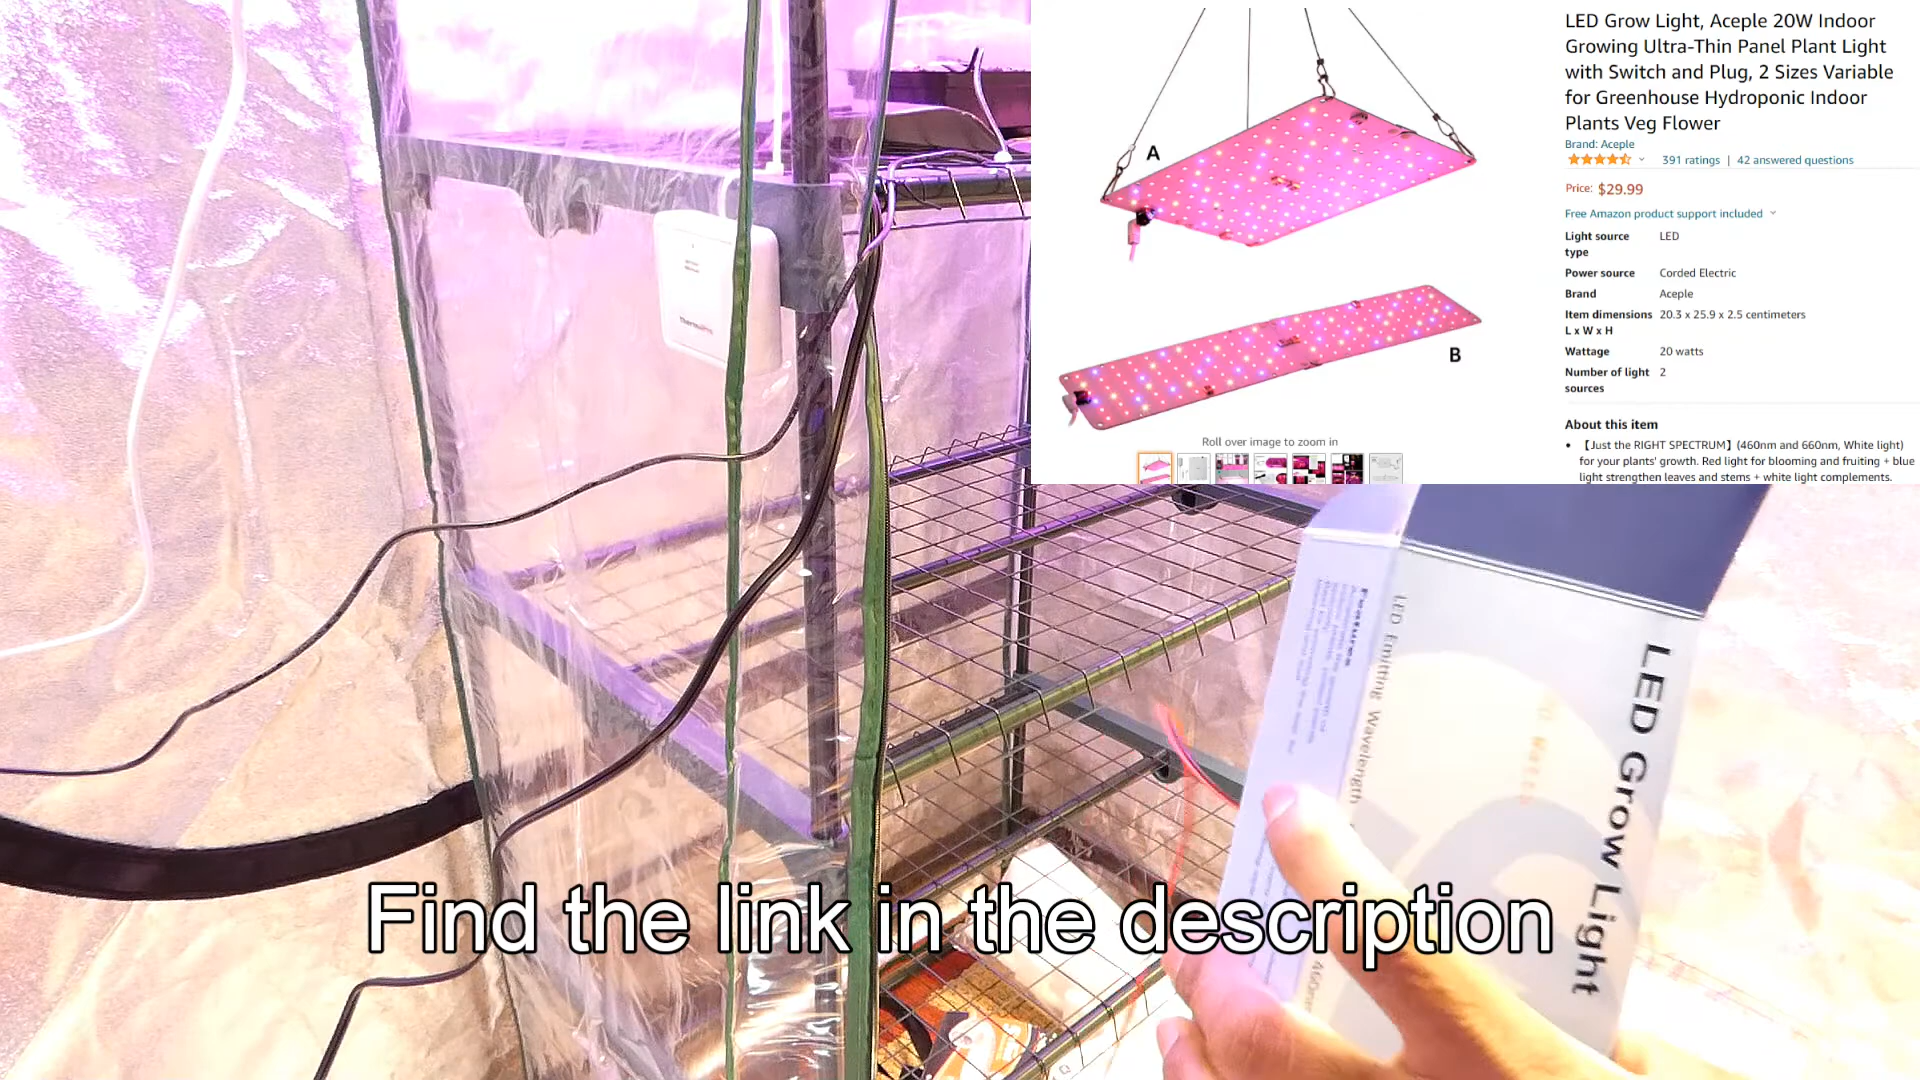 LED Grow Light, Aceple 20W Indoor
Growing Ultra-Thin Panel Plant Light
with Switch and Plug, 2 Sizes Variable
for Greenhouse Hydroponic Indoor
Plants Veg Flower
Brand: Aceple
391 ratings | 42 answered questions
Price: $29.99
Free Amazon product support included
Light source type LED
Power source Corded Electric
Brand Aceple
Item dimensions L x W x H 20.3 x 25.9 x 2.5 centimeters
Wattage 20 watts
Number of light sources 2
About this item
• 【Just the RIGHT SPECTRUM】(460nm and 660nm, White light)
for your plants' growth. Red light for blooming and fruiting + blue
light strengthen leaves and stems + white light complements.
A
B
Roll over image to zoom in
ThermoPro
LED Emitting Wavelength
LED Grow Light
Find the link in the description